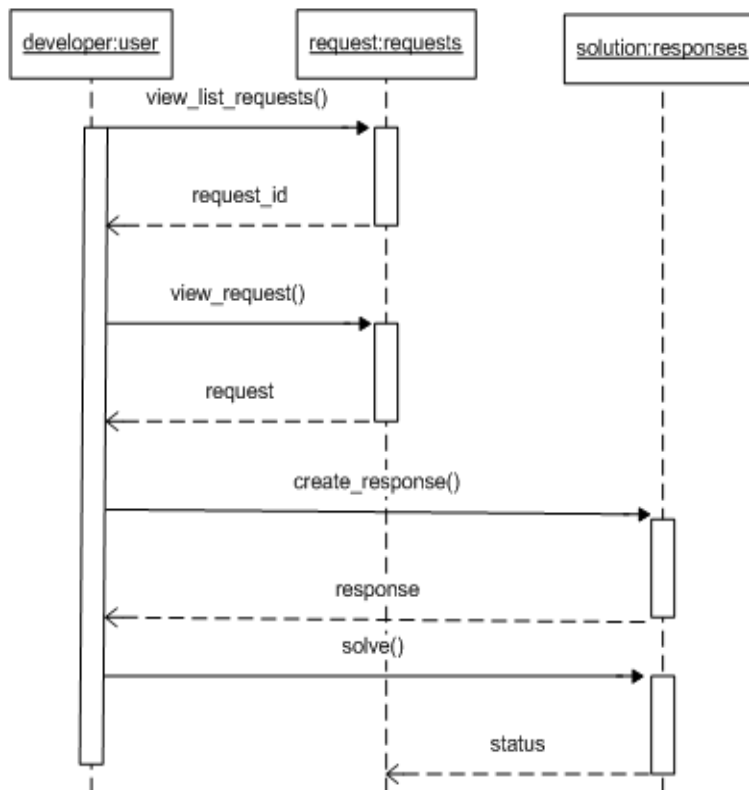 developer:user
request:requests
solution:responses
view_list_requests()
request_id
view_request()
request
create_response()
response
solve()
status